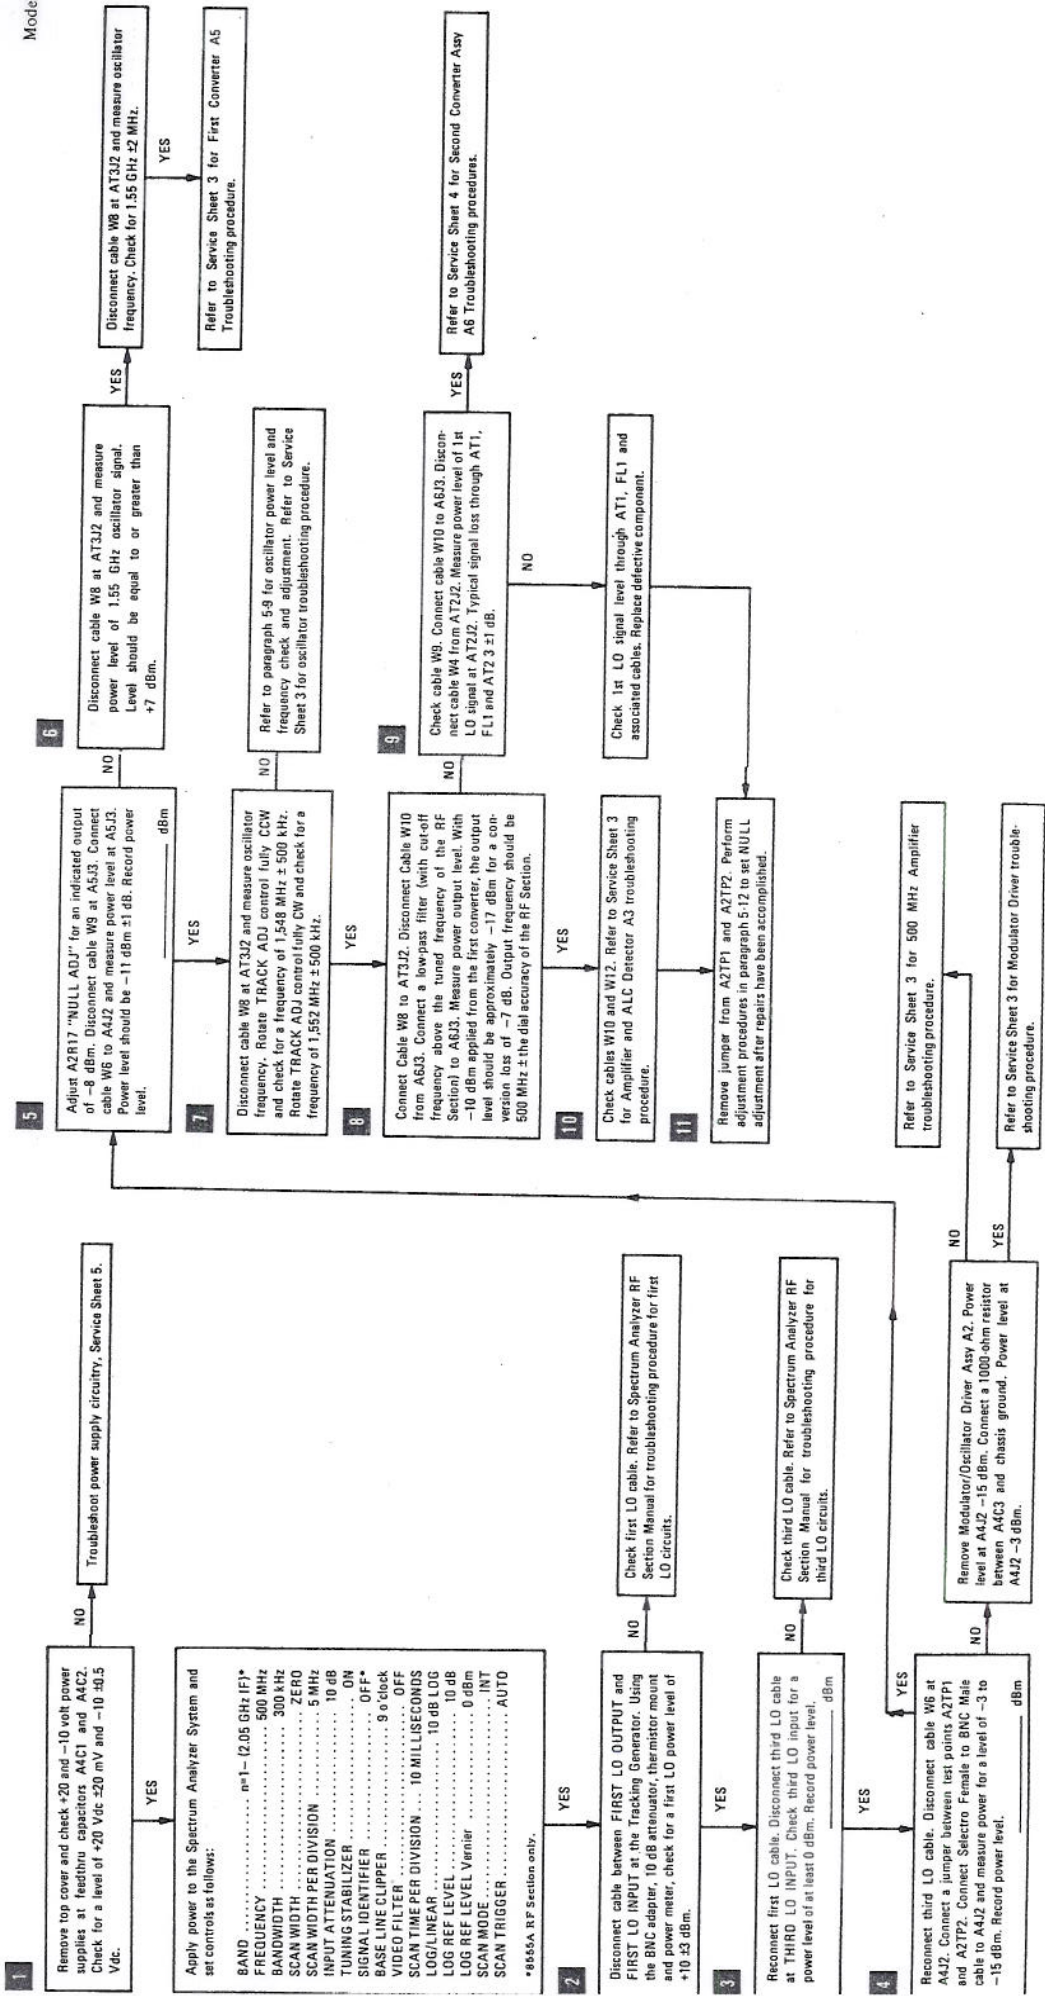 Mode
1
Remove top cover and check +20 and −10 volt power
supplies at feedthru capacitors A4C1 and A4C2.
Check for a level of +20 Vdc ±20 mV and −10 ±0.5
Vdc.
NO
Troubleshoot power supply circuitry, Service Sheet 5.
YES
Apply power to the Spectrum Analyzer System and
set controls as follows:
BAND .................. n=1− (2.05 GHz IF)*
FREQUENCY .................. 500 MHz
BANDWIDTH .................. 300 kHz
SCAN WIDTH .................. ZERO
SCAN WIDTH PER DIVISION .......... 5 MHz
INPUT ATTENUATION .............. 10 dB
TUNING STABILIZER .................. ON
SIGNAL IDENTIFIER .................. OFF*
BASE LINE CLIPPER .............. 9 o'clock
VIDEO FILTER .................. OFF
SCAN TIME PER DIVISION ... 10 MILLISECONDS
LOG/LINEAR .................. 10 dB LOG
LOG REF LEVEL .................. 10 dB
LOG REF LEVEL Vernier .............. 0 dBm
SCAN MODE .................. INT
SCAN TRIGGER .................. AUTO
*8555A RF Section only.
YES
2
Disconnect cable between FIRST LO OUTPUT and
FIRST LO INPUT at the Tracking Generator. Using
the BNC adapter, 10 dB attenuator, thermistor mount
and power meter, check for a first LO power level of
+10 ±3 dBm.
NO
Check first LO cable. Refer to Spectrum Analyzer RF
Section Manual for troubleshooting procedure for first
LO circuits.
YES
3
Reconnect first LO cable. Disconnect third LO cable
at THIRD LO INPUT. Check third LO input for a
power level of at least 0 dBm. Record power level.
________ dBm
NO
Check third LO cable. Refer to Spectrum Analyzer RF
Section Manual for troubleshooting procedure for
third LO circuits.
YES
4
Reconnect third LO cable. Disconnect cable W6 at
A4J2. Connect a jumper between test points A2TP1
and A2TP2. Connect Selectro Female to BNC Male
cable to A4J2 and measure power for a level of −3 to
−15 dBm. Record power level.
________ dBm
YES
NO
Remove Modulator/Oscillator Driver Assy A2. Power
level at A4J2 −15 dBm. Connect a 1000-ohm resistor
between A4C3 and chassis ground. Power level at
A4J2 −3 dBm.
NO
Refer to Service Sheet 3 for 500 MHz Amplifier
troubleshooting procedure.
YES
Refer to Service Sheet 3 for Modulator Driver trouble-
shooting procedure.
5
Adjust A2R17 "NULL ADJ" for an indicated output
of −8 dBm. Disconnect cable W9 at A5J3. Connect
cable W6 to A4J2 and measure power level at A5J3.
Power level should be −11 dBm ±1 dB. Record power
level.
________ dBm
NO
6
Disconnect cable W8 at AT3J2 and measure
power level of 1.55 GHz oscillator signal.
Level should be equal to or greater than
+7 dBm.
YES
Disconnect cable W8 at AT3J2 and measure oscillator
frequency. Check for 1.55 GHz ±2 MHz.
YES
Refer to Service Sheet 3 for First Converter A5
Troubleshooting procedure.
YES
7
Disconnect cable W8 at AT3J2 and measure oscillator
frequency. Rotate TRACK ADJ control fully CCW
and check for a frequency of 1,548 MHz ± 500 kHz.
Rotate TRACK ADJ control fully CW and check for a
frequency of 1,552 MHz ± 500 kHz.
NO
Refer to paragraph 5-9 for oscillator power level and
frequency check and adjustment. Refer to Service
Sheet 3 for oscillator troubleshooting procedure.
YES
8
Connect Cable W8 to AT3J2. Disconnect Cable W10
from A6J3. Connect a low-pass filter (with cut-off
frequency above the tuned frequency of the RF
Section) to A6J3. Measure power output level. With
−10 dBm applied from the first converter, the output
level should be approximately −17 dBm for a con-
version loss of −7 dB. Output frequency should be
500 MHz ± the dial accuracy of the RF Section.
NO
9
Check cable W9. Connect cable W10 to A6J3. Discon-
nect cable W4 from AT2J2. Measure power level of 1st
LO signal at AT2J2. Typical signal loss through AT1,
FL1 and AT2 3 ±1 dB.
YES
Refer to Service Sheet 4 for Second Converter Assy
A6 Troubleshooting procedures.
NO
Check 1st LO signal level through AT1, FL1 and
associated cables. Replace defective component.
YES
10
Check cables W10 and W12. Refer to Service Sheet 3
for Amplifier and ALC Detector A3 troubleshooting
procedure.
11
Remove jumper from A2TP1 and A2TP2. Perform
adjustment procedures in paragraph 5-12 to set NULL
adjustment after repairs have been accomplished.